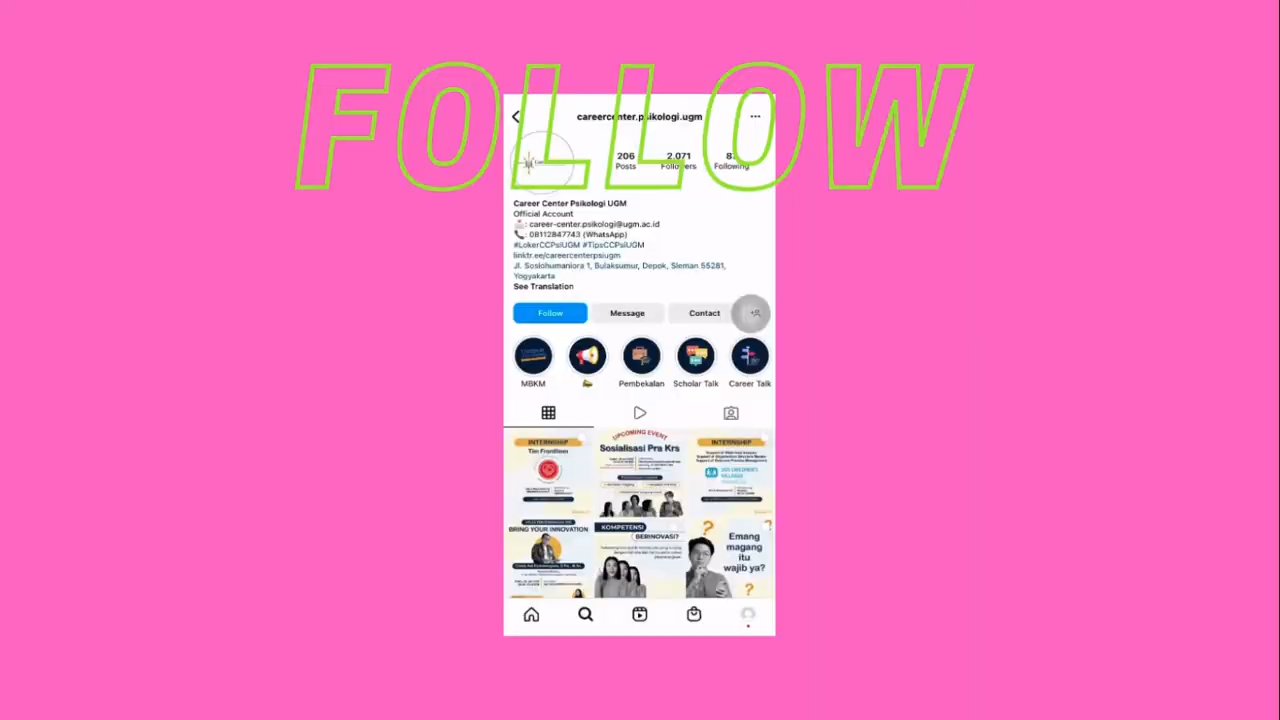 FOLLOW
careercenter.psikologi.ugm
206
2.071
Posts
Followers
Following
Career Center Psikologi UGM
Official Account
: career-center.psikologi@ugm.ac.id
: 08112847743 (WhatsApp)
#LokerCCPsiUGM #TipsCCPsiUGM
linktr.ee/careercenterpsiugm
Jl. Sosiohumaniora 1, Bulaksumur, Depok, Sleman 55281,
Yogyakarta
See Translation
Follow
Message
Contact
MBKM
Pembekalan
Scholar Talk
Career Talk
INTERNSHIP
Tim Frontliner
UPCOMING EVENT
Sosialisasi Pra Krs
INTERNSHIP
BRING YOUR INNOVATION
KOMPETENSI
BERINOVASI?
Emang
magang
itu
wajib ya?